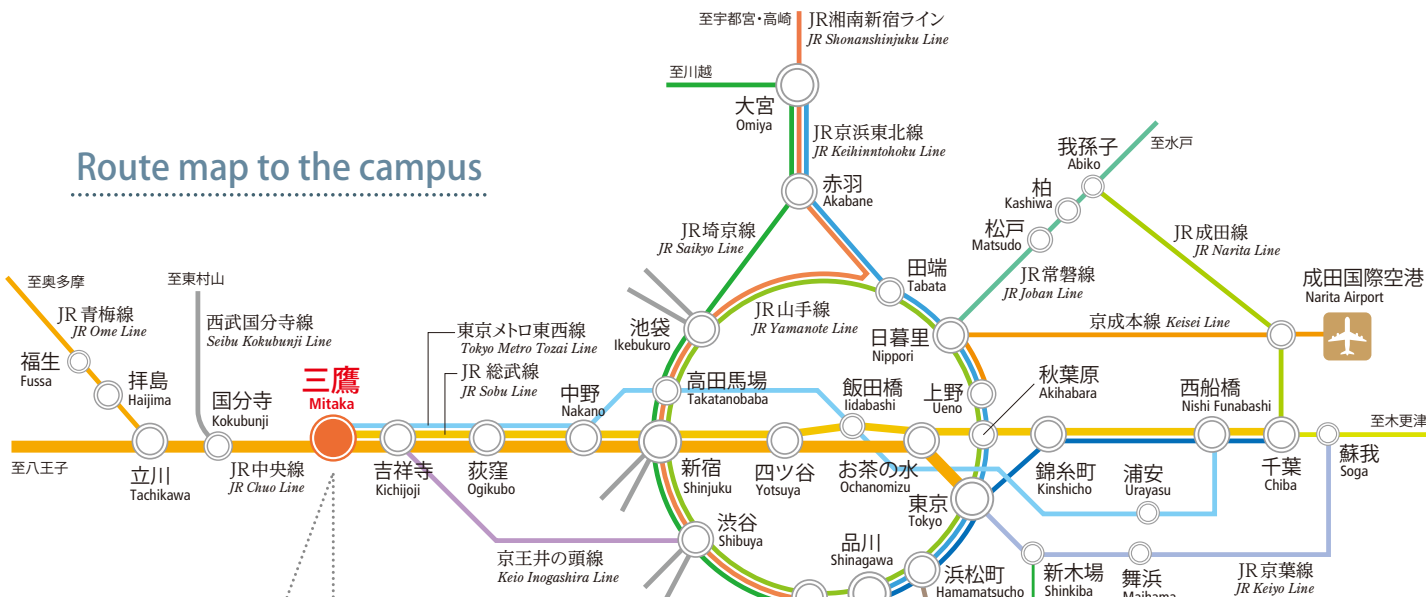 至宇都宮・高崎
JR湘南新宿ライン
JR Shonanshinjuku Line
至川越
大宮
Omiya
JR京浜東北線
JR Keihinntohoku Line
Route map to the campus
赤羽
Akabane
我孫子
Abiko
至水戸
柏
Kashiwa
松戸
Matsudo
JR埼京線
JR Saikyo Line
JR成田線
JR Narita Line
田端
Tabata
JR常磐線
JR Joban Line
成田国際空港
Narita Airport
至奥多摩
至東村山
JR青梅線
JR Ome Line
西武国分寺線
Seibu Kokubunji Line
東京メトロ東西線
Tokyo Metro Tozai Line
池袋
Ikebukuro
JR山手線
JR Yamanote Line
日暮里
Nippori
京成本線 Keisei Line
福生
Fussa
拝島
Haijima
国分寺
Kokubunji
三鷹
Mitaka
JR 総武線
JR Sobu Line
中野
Nakano
高田馬場
Takatanobaba
飯田橋
Iidabashi
上野
Ueno
秋葉原
Akihabara
西船橋
Nishi Funabashi
至木更津
至八王子
立川
Tachikawa
JR中央線
JR Chuo Line
吉祥寺
Kichijoji
荻窪
Ogikubo
新宿
Shinjuku
四ツ谷
Yotsuya
お茶の水
Ochanomizu
錦糸町
Kinshicho
浦安
Urayasu
千葉
Chiba
蘇我
Soga
東京
Tokyo
渋谷
Shibuya
京王井の頭線
Keio Inogashira Line
品川
Shinagawa
浜松町
Hamamatsucho
新木場
Shinkiba
舞浜
Maihama
JR京葉線
JR Keiyo Line